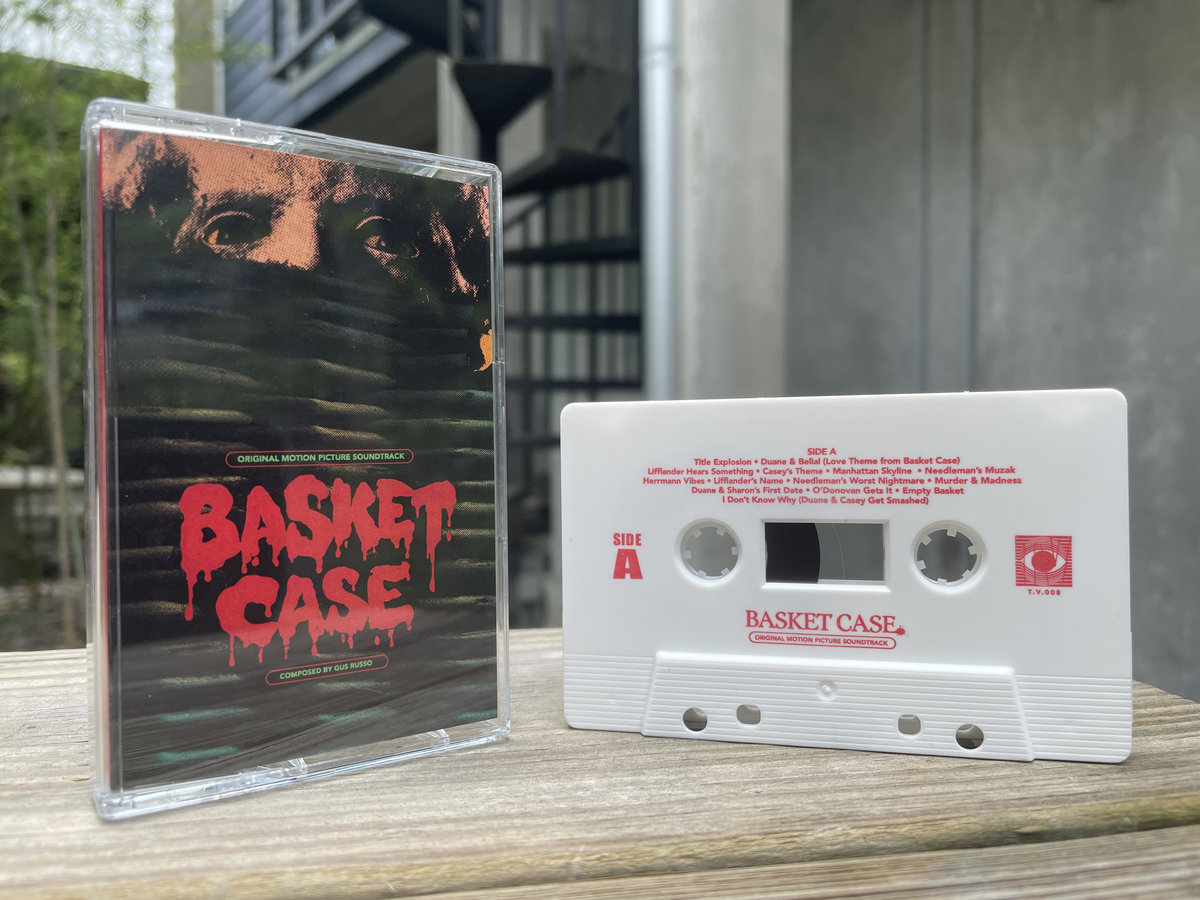 ORIGINAL MOTION PICTURE SOUNDTRACK
BASKET
CASE
COMPOSED BY GUS RUSSO
SIDE A
Title Explosion • Duane & Belial (Love Theme from Basket Case)
Lifflander Hears Something • Casey's Theme • Manhattan Skyline • Needleman's Muzak
Herrmann Vibes • Lifflander's Name • Needleman's Worst Nightmare • Murder & Madness
Duane & Sharon's First Date • O'Donovan Gets It • Empty Basket
I Don't Know Why (Duane & Casey Get Smashed)
SIDE
A
T.V.008
BASKET CASE
ORIGINAL MOTION PICTURE SOUNDTRACK